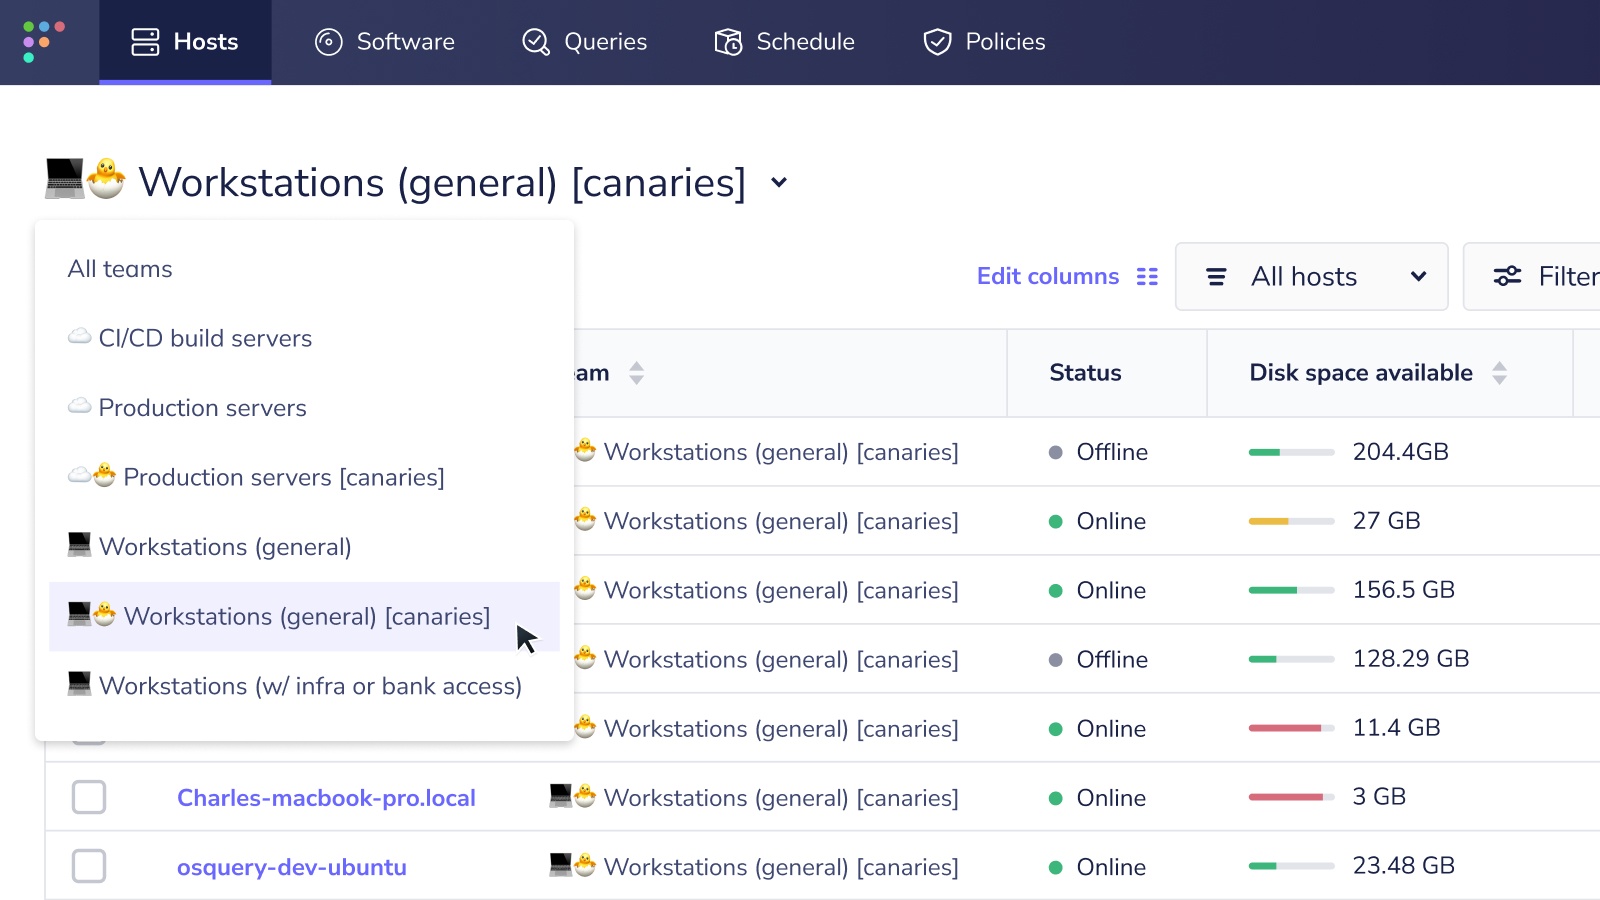 Hosts
Software
Queries
Schedule
Policies
Workstations (general) [canaries]
All teams
CI/CD build servers
Production servers
Production servers [canaries]
Workstations (general)
Workstations (general) [canaries]
Workstations (w/ infra or bank access)
Edit columns
All hosts
Filter
eam
Status
Disk space available
Workstations (general) [canaries] Offline 204.4GB
Workstations (general) [canaries] Online 27 GB
Workstations (general) [canaries] Online 156.5 GB
Workstations (general) [canaries] Offline 128.29 GB
Workstations (general) [canaries] Online 11.4 GB
Charles-macbook-pro.local Workstations (general) [canaries] Online 3 GB
osquery-dev-ubuntu Workstations (general) [canaries] Online 23.48 GB